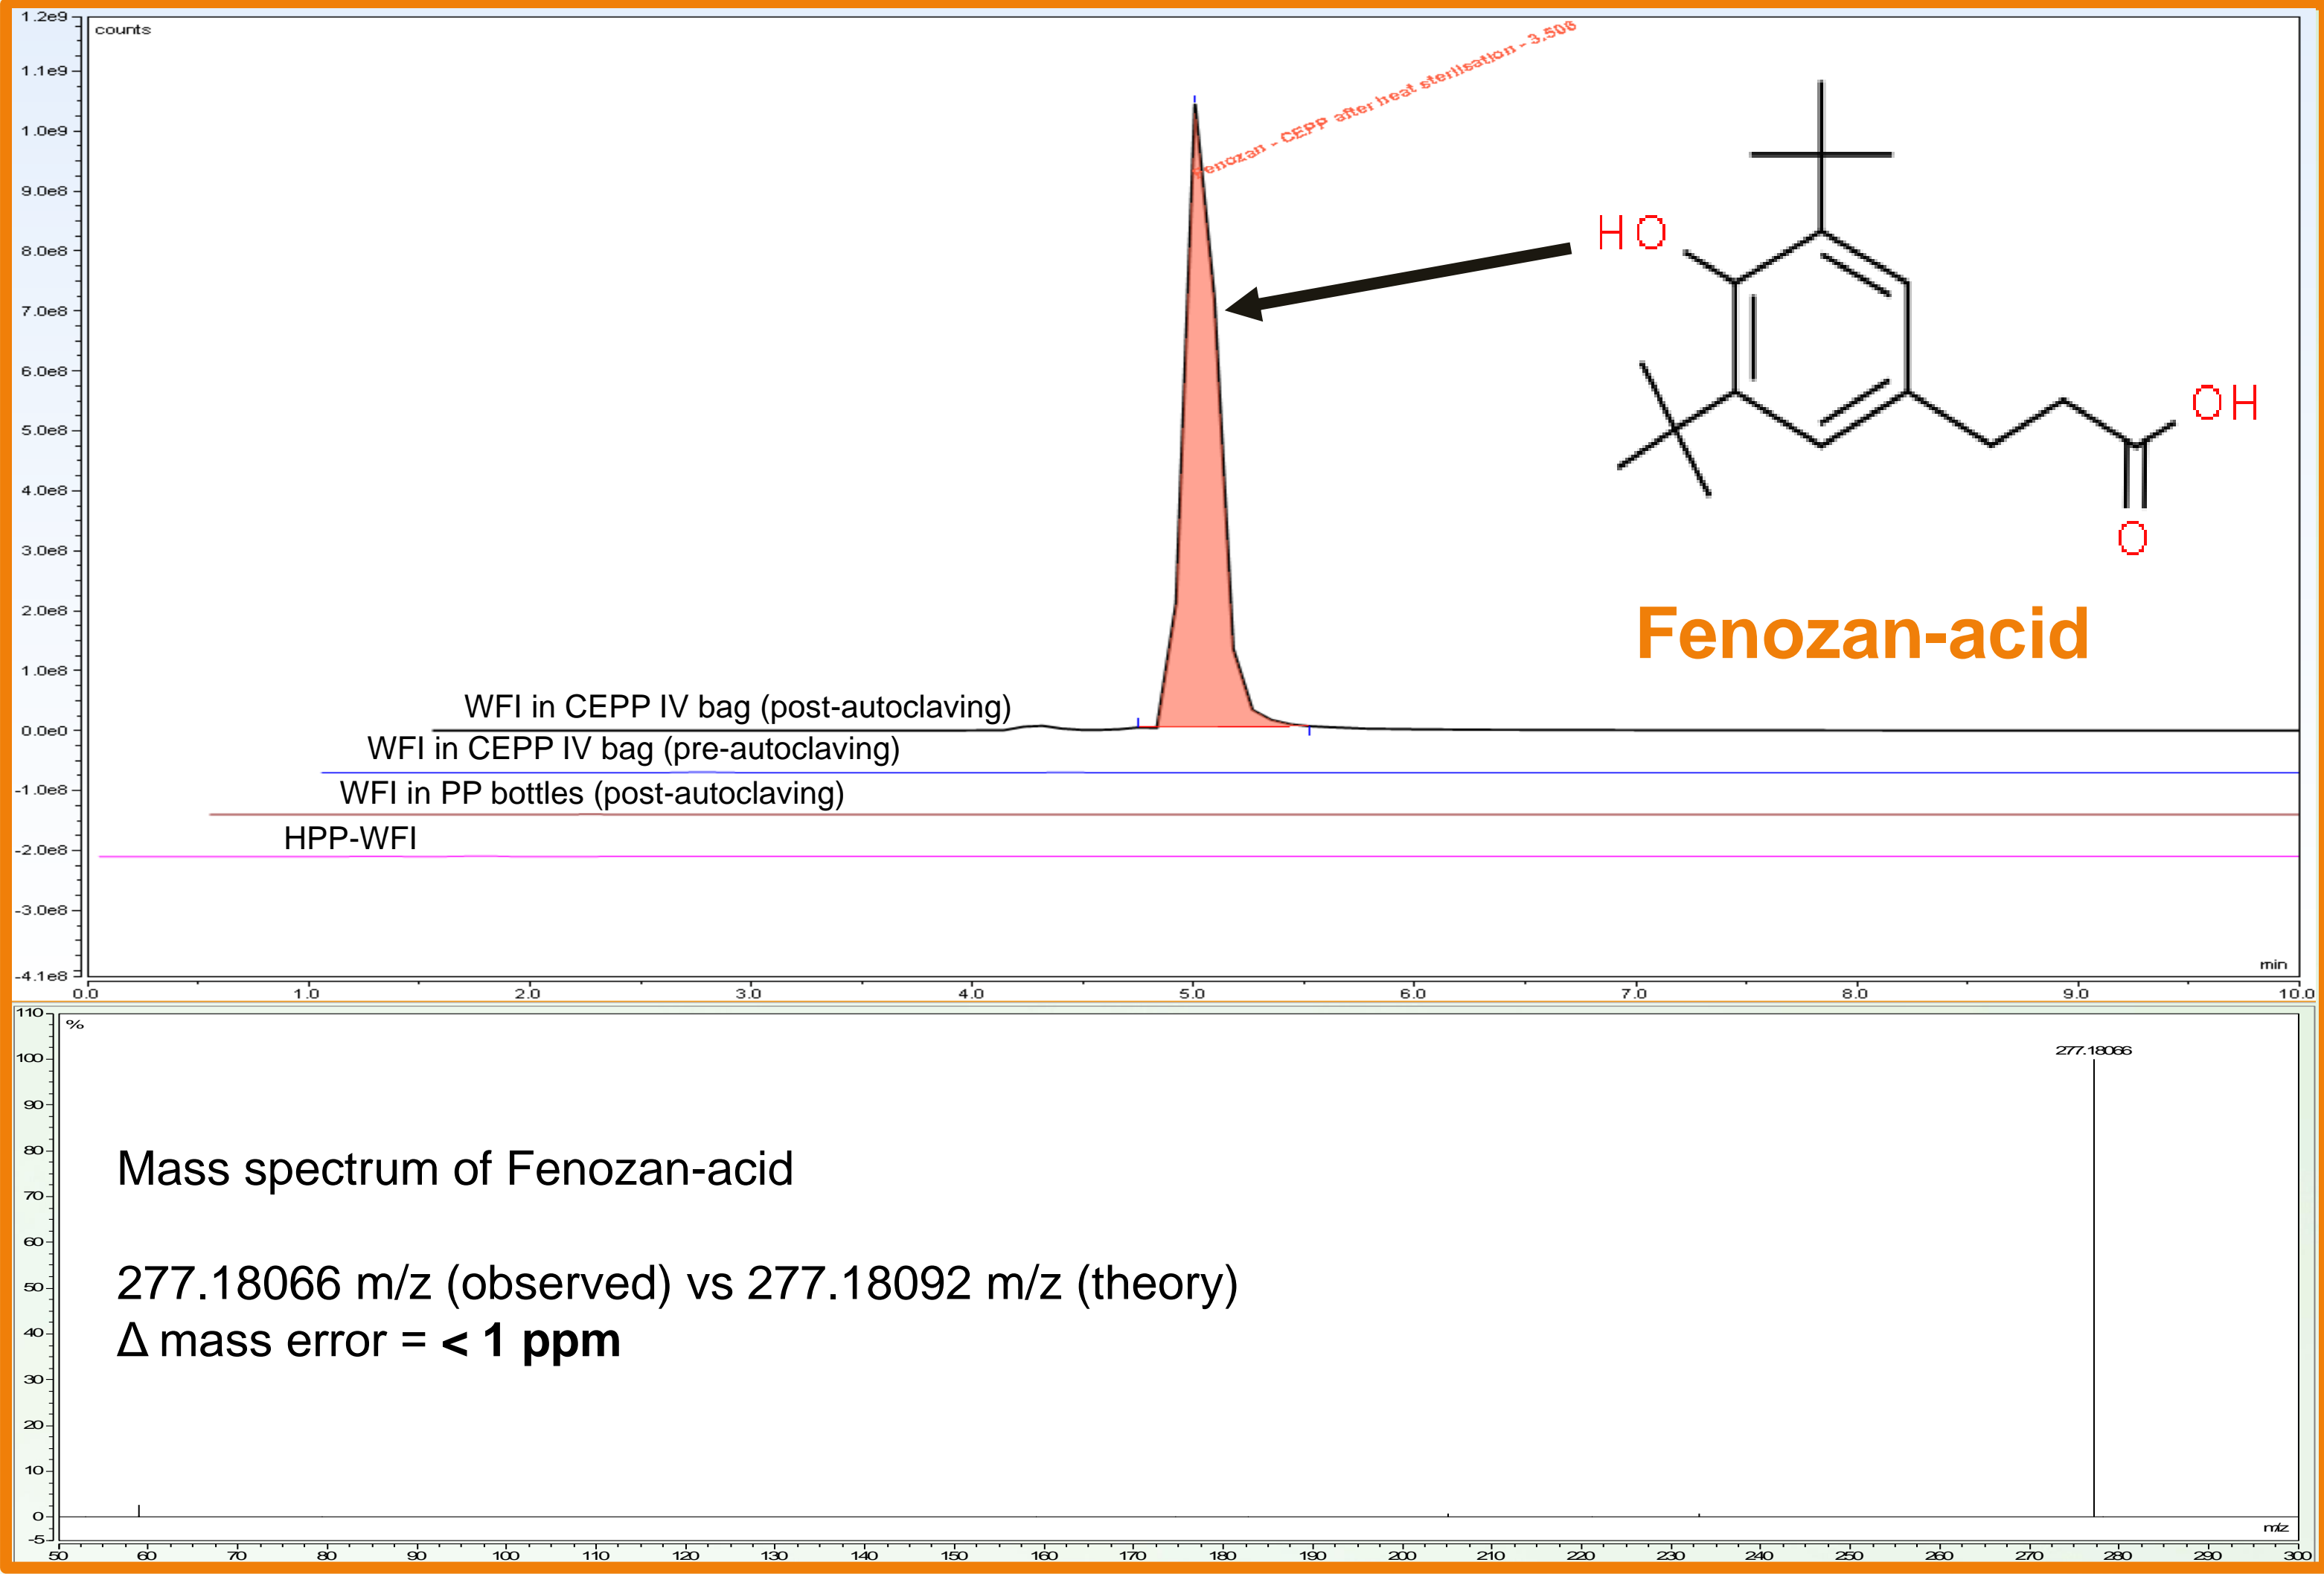 1.2e9
counts
Fenozan - CEPP after heat sterilisation - 3.506
1.1e9
1.0e9
9.0e8
8.0e8
7.0e8
6.0e8
5.0e8
4.0e8
3.0e8
2.0e8
1.0e8
0.0e0
-1.0e8
-2.0e8
-3.0e8
-4.1e8
HO
OH
O
Fenozan-acid
WFI in CEPP IV bag (post-autoclaving)
WFI in CEPP IV bag (pre-autoclaving)
WFI in PP bottles (post-autoclaving)
HPP-WFI
min
0.0 1.0 2.0 3.0 4.0 5.0 6.0 7.0 8.0 9.0 10.0
110
%
100
90
80
70
60
50
40
30
20
10
0
-5
277.18066
Mass spectrum of Fenozan-acid
277.18066 m/z (observed) vs 277.18092 m/z (theory)
Δ mass error = < 1 ppm
m/z
50 60 70 80 90 100 110 120 130 140 150 160 170 180 190 200 210 220 230 240 250 260 270 280 290 300